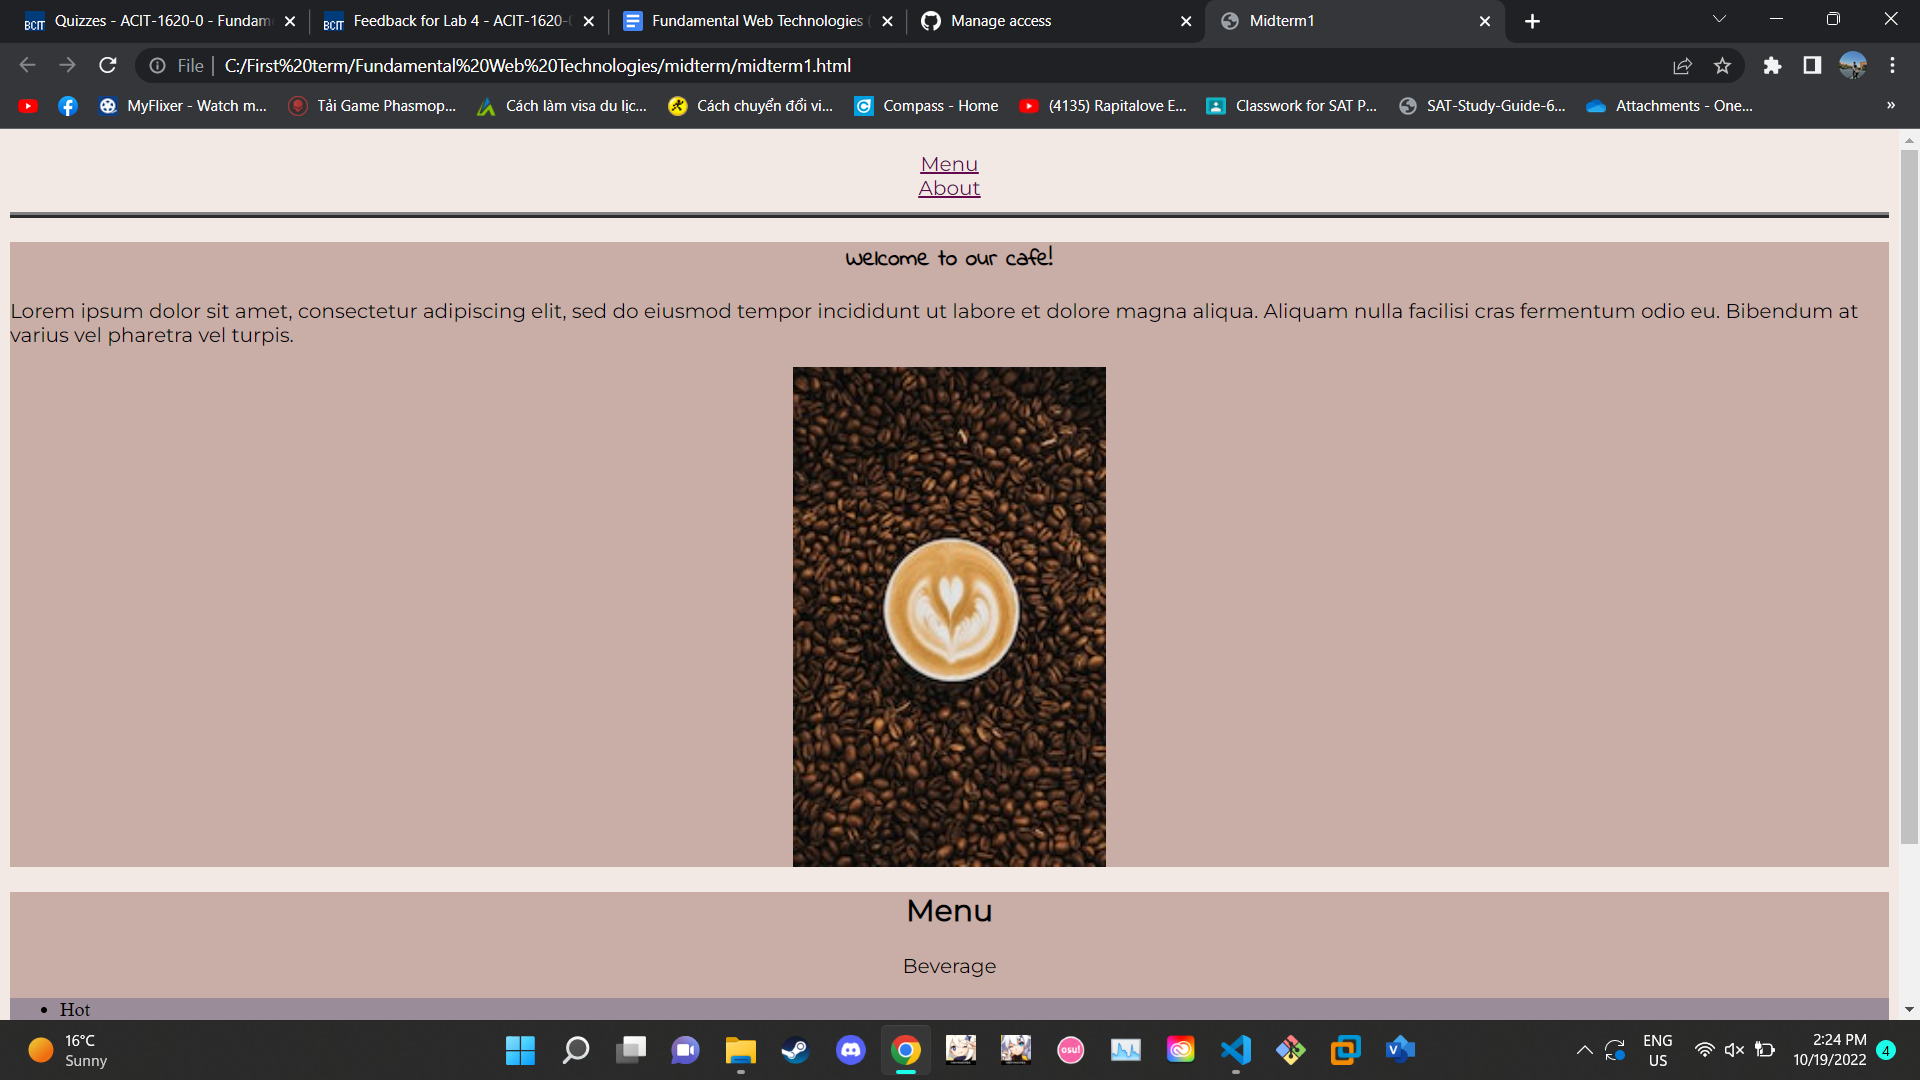 Quizzes - ACIT-1620-0 - Fundam
Feedback for Lab 4 - ACIT-1620-
Fundamental Web Technologies
Manage access
Midterm1
File
C:/First%20term/Fundamental%20Web%20Technologies/midterm/midterm1.html
MyFlixer - Watch m...
Tải Game Phasmop...
Cách làm visa du lịc...
Cách chuyển đổi vi...
Compass - Home
(4135) Rapitalove E...
Classwork for SAT P...
SAT-Study-Guide-6...
Attachments - One...
»
Menu
About
Welcome to our cafe!
Lorem ipsum dolor sit amet, consectetur adipiscing elit, sed do eiusmod tempor incididunt ut labore et dolore magna aliqua. Aliquam nulla facilisi cras fermentum odio eu. Bibendum at
varius vel pharetra vel turpis.
Menu
Beverage
• Hot
16°C
Sunny
osu!
ENG
US
2:24 PM
10/19/2022
4